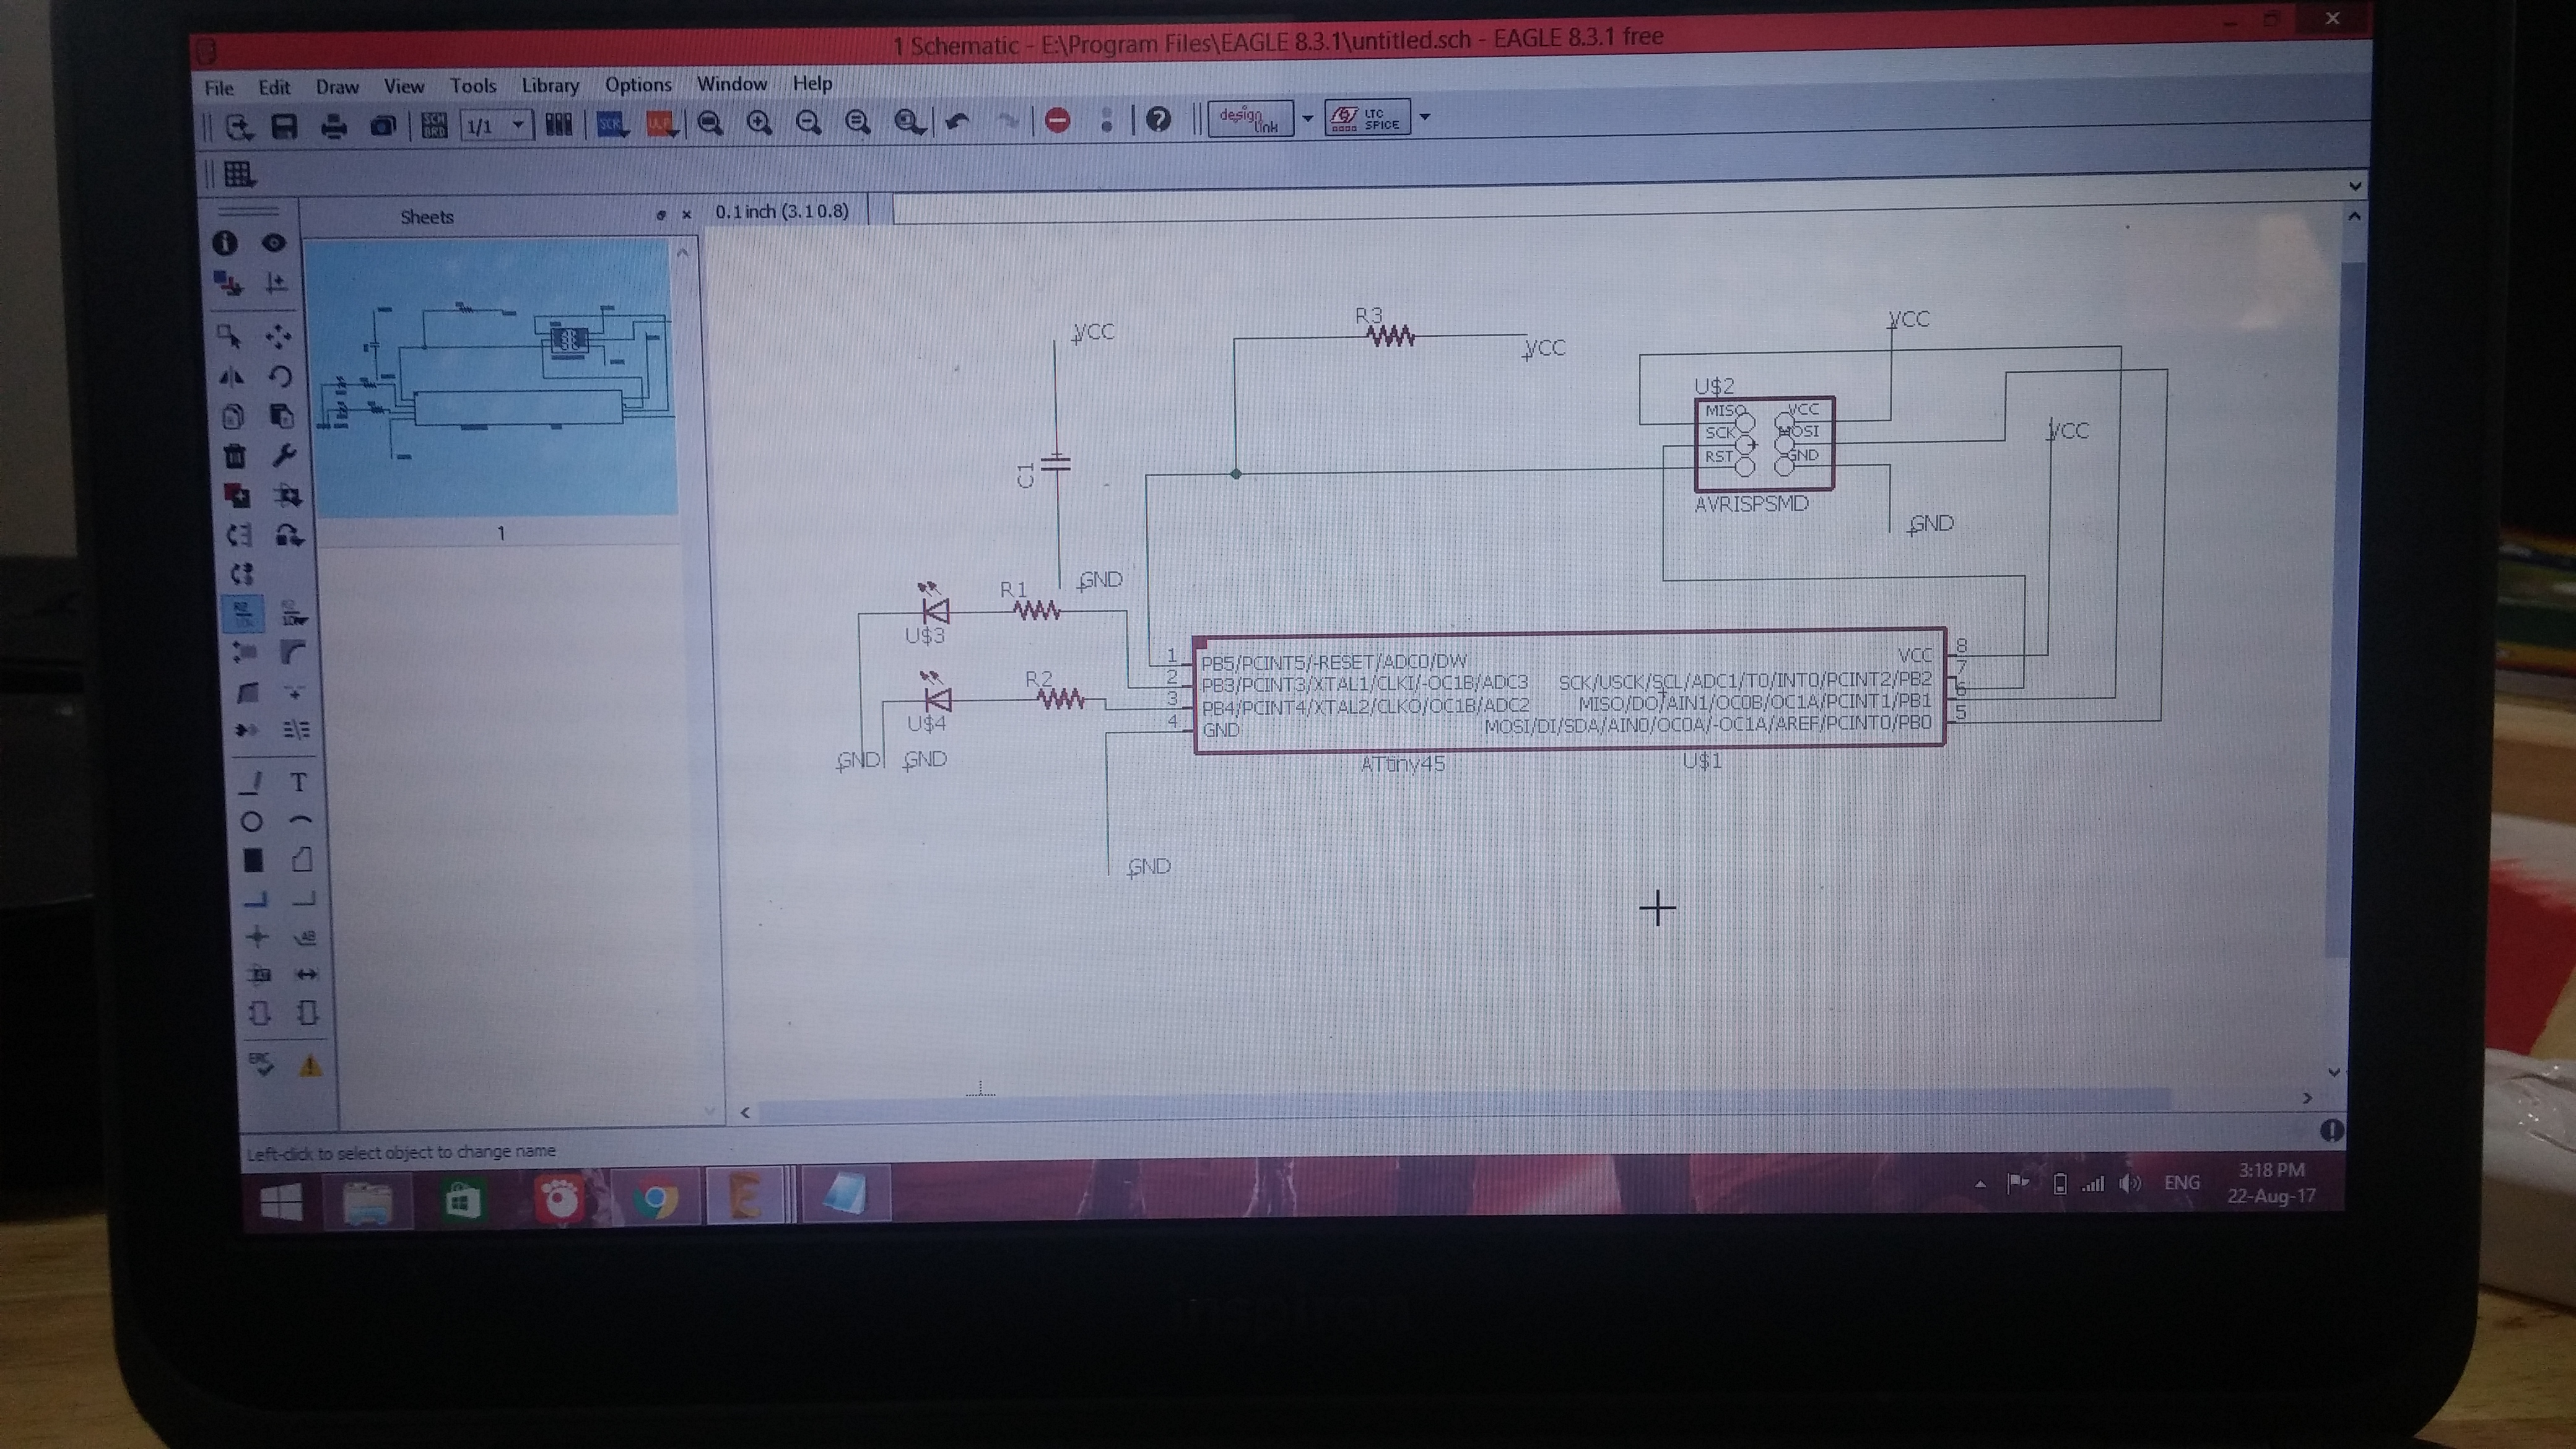 1 Schematic - E:\Program Files\EAGLE 8.3.1\untitled.sch - EAGLE 8.3.1 free
File Edit Draw View Tools Library Options Window Help
SCH BRD
1/1
SCR
ULP
design link
LTC SPICE
Sheets
0.1 inch (3.1 0.8)
1
VCC
R3
VCC
VCC
U$2
MISO VCC
SCK MOSI
RST GND
AVRISPSMD
VCC
GND
C1
GND
R1
U$3
R2
U$4
GND GND
1 PB5/PCINT5/-RESET/ADC0/DW
2 PB3/PCINT3/XTAL1/CLKI/-OC1B/ADC3
3 PB4/PCINT4/XTAL2/CLKO/OC1B/ADC2
4 GND
VCC 8
SCK/USCK/SCL/ADC1/T0/INT0/PCINT2/PB2 7
MISO/DO/AIN1/OC0B/OC1A/PCINT1/PB1 6
MOSI/DI/SDA/AIN0/OC0A/-OC1A/AREF/PCINT0/PB0 5
ATtiny45
U$1
GND
T
ERC
Left-click to select object to change name
ENG
3:18 PM
22-Aug-17
inspiron